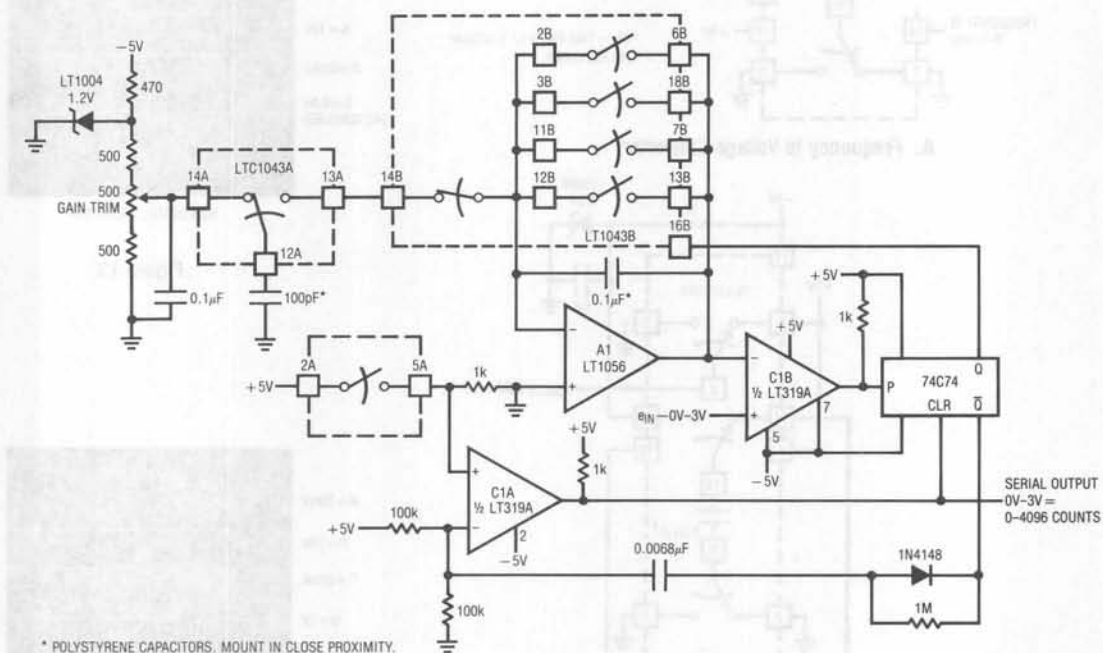 −5V
LT1004
1.2V
470
500
500
GAIN TRIM
500
0.1µF
14A
LTC1043A
13A
12A
100pF*
14B
2B
6B
3B
18B
11B
7B
12B
13B
LT1043B
16B
0.1µF*
+5V
2A
5A
1k
−
+
A1
LT1056
eIN—0V–3V
−
+
+5V
C1B
½ LT319A
7
5
−5V
+5V
1k
P
74C74
Q
CLR
Q̅
+5V
1k
+
−
C1A
½ LT319A
2
−5V
+5V
100k
100k
0.0068µF
1N4148
1M
SERIAL OUTPUT
0V–3V =
0–4096 COUNTS
* POLYSTYRENE CAPACITORS. MOUNT IN CLOSE PROXIMITY.